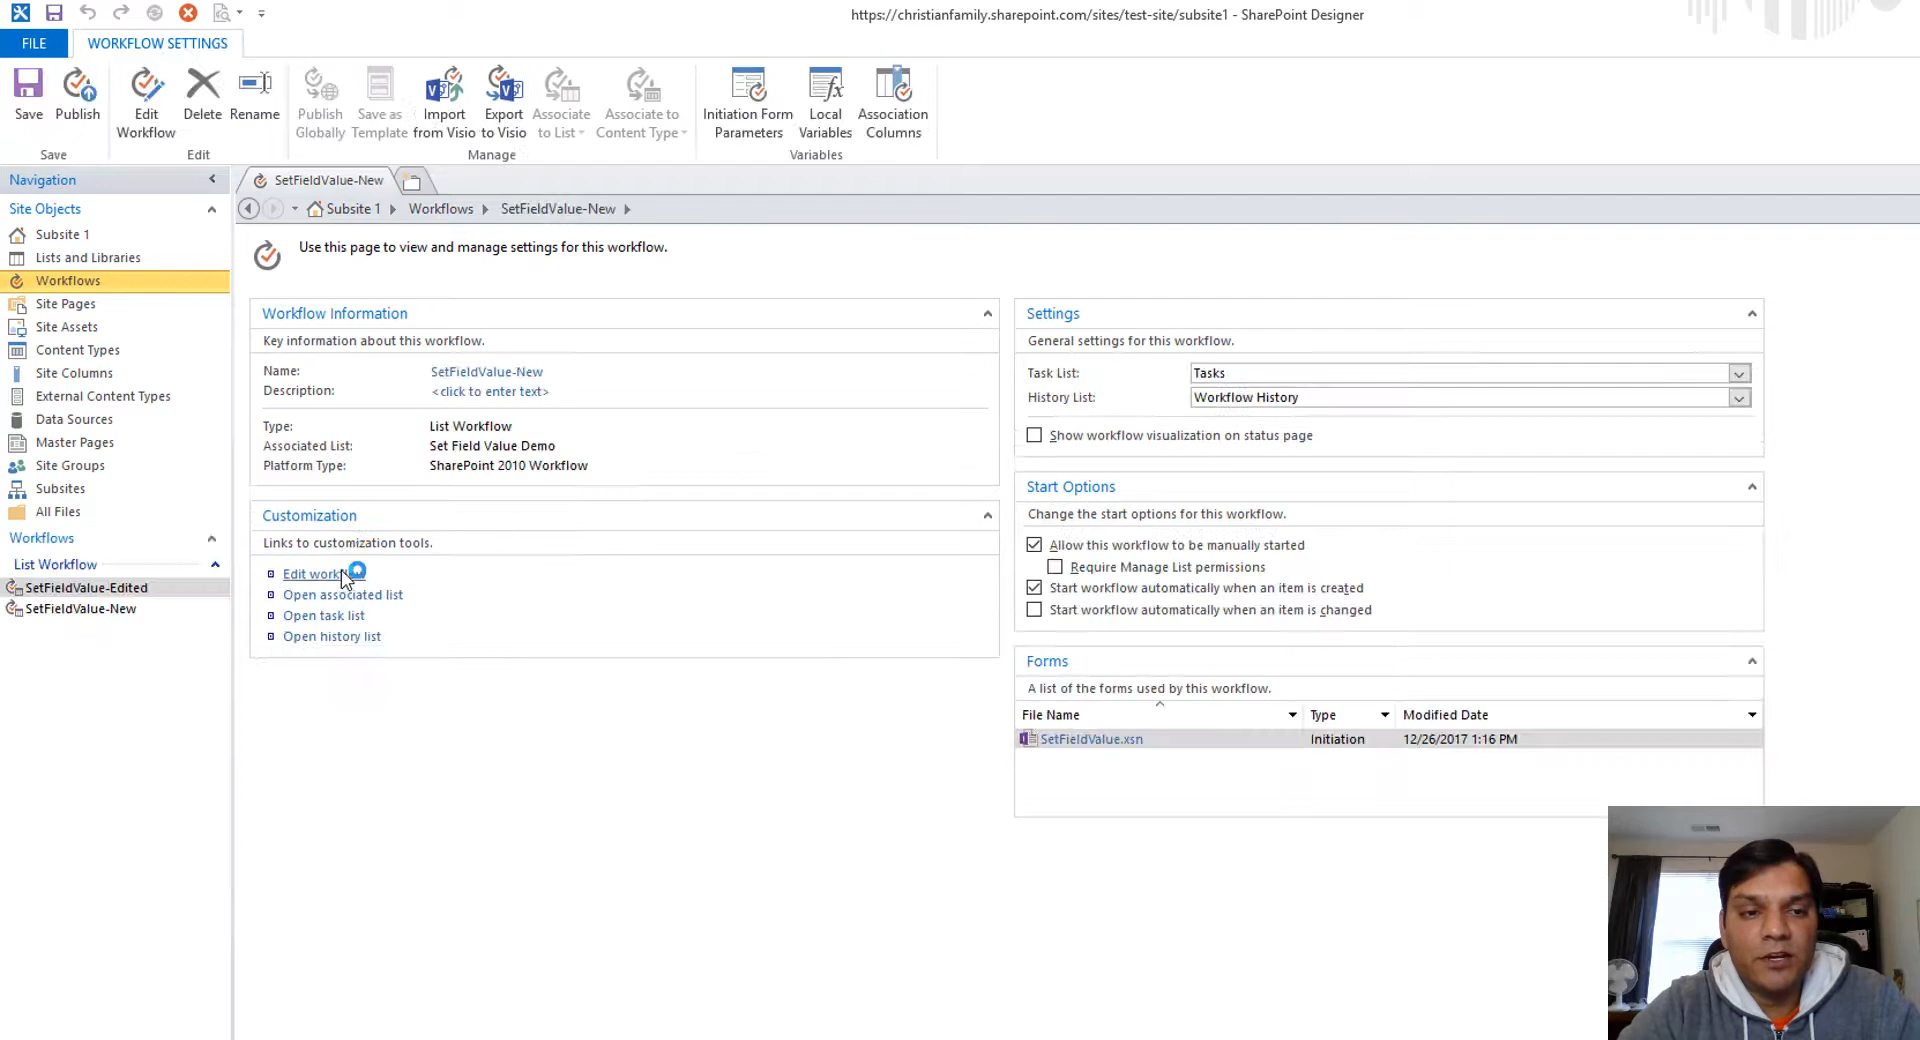 https://christianfamily.sharepoint.com/sites/test-site/subsite1 - SharePoint Designer
FILE
WORKFLOW SETTINGS
Save
Publish
Edit
Workflow
Delete
Rename
Publish
Globally
Save as
Template
Import
from Visio
Export
to Visio
Associate
to List
Associate to
Content Type
Initiation Form
Parameters
Local
Variables
Association
Columns
Save
Edit
Manage
Variables
Navigation
Site Objects
Subsite 1
Lists and Libraries
Workflows
Site Pages
Site Assets
Content Types
Site Columns
External Content Types
Data Sources
Master Pages
Site Groups
Subsites
All Files
Workflows
List Workflow
SetFieldValue-Edited
SetFieldValue-New
SetFieldValue-New
Subsite 1
Workflows
SetFieldValue-New
Use this page to view and manage settings for this workflow.
Workflow Information
Key information about this workflow.
Name: SetFieldValue-New
Description: <click to enter text>
Type: List Workflow
Associated List: Set Field Value Demo
Platform Type: SharePoint 2010 Workflow
Customization
Links to customization tools.
Edit
Open associated list
Open task list
Open history list
Settings
General settings for this workflow.
Task List: Tasks
History List: Workflow History
Show workflow visualization on status page
Start Options
Change the start options for this workflow.
Allow this workflow to be manually started
Require Manage List permissions
Start workflow automatically when an item is created
Start workflow automatically when an item is changed
Forms
A list of the forms used by this workflow.
File Name Type Modified Date
SetFieldValue.xsn Initiation 12/26/2017 1:16 PM